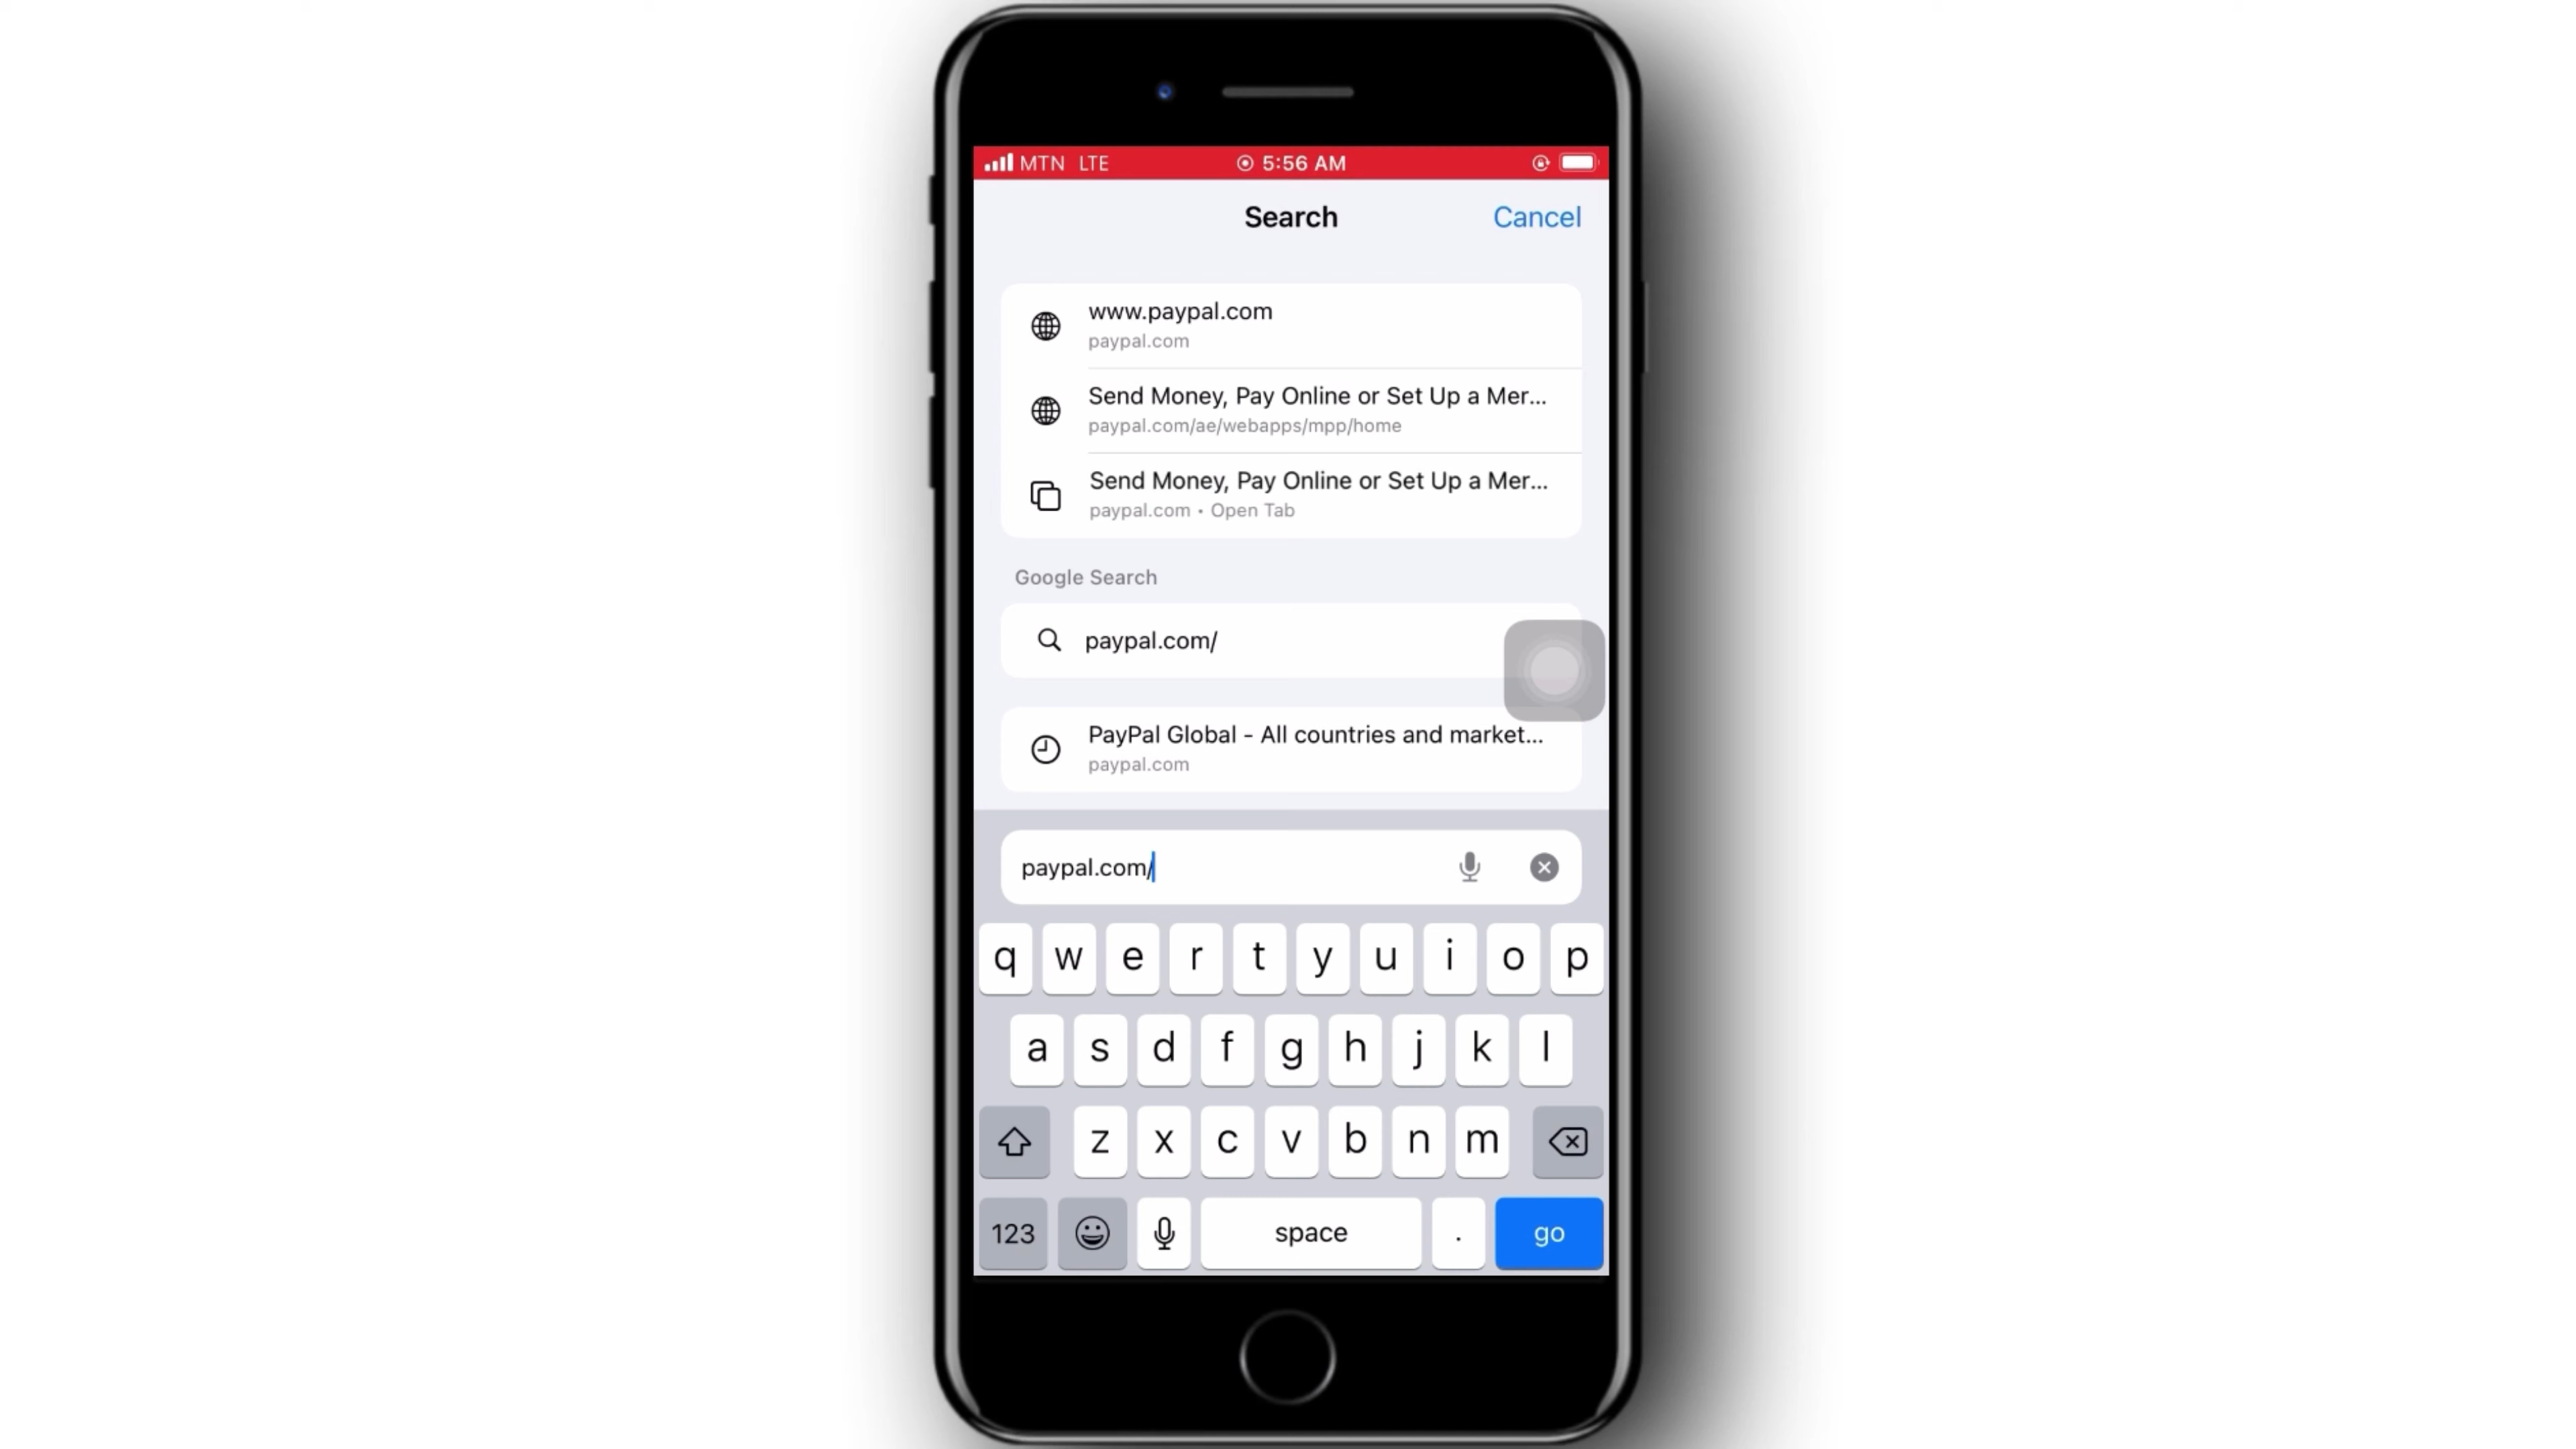 MTN LTE 5:56 AM
Search Cancel
www.paypal.com
paypal.com
Send Money, Pay Online or Set Up a Mer...
paypal.com/ae/webapps/mpp/home
Send Money, Pay Online or Set Up a Mer...
paypal.com • Open Tab
Google Search
paypal.com/
PayPal Global - All countries and market...
paypal.com
paypal.com/
q w e r t y u i o p
a s d f g h j k l
z x c v b n m
123 space . go